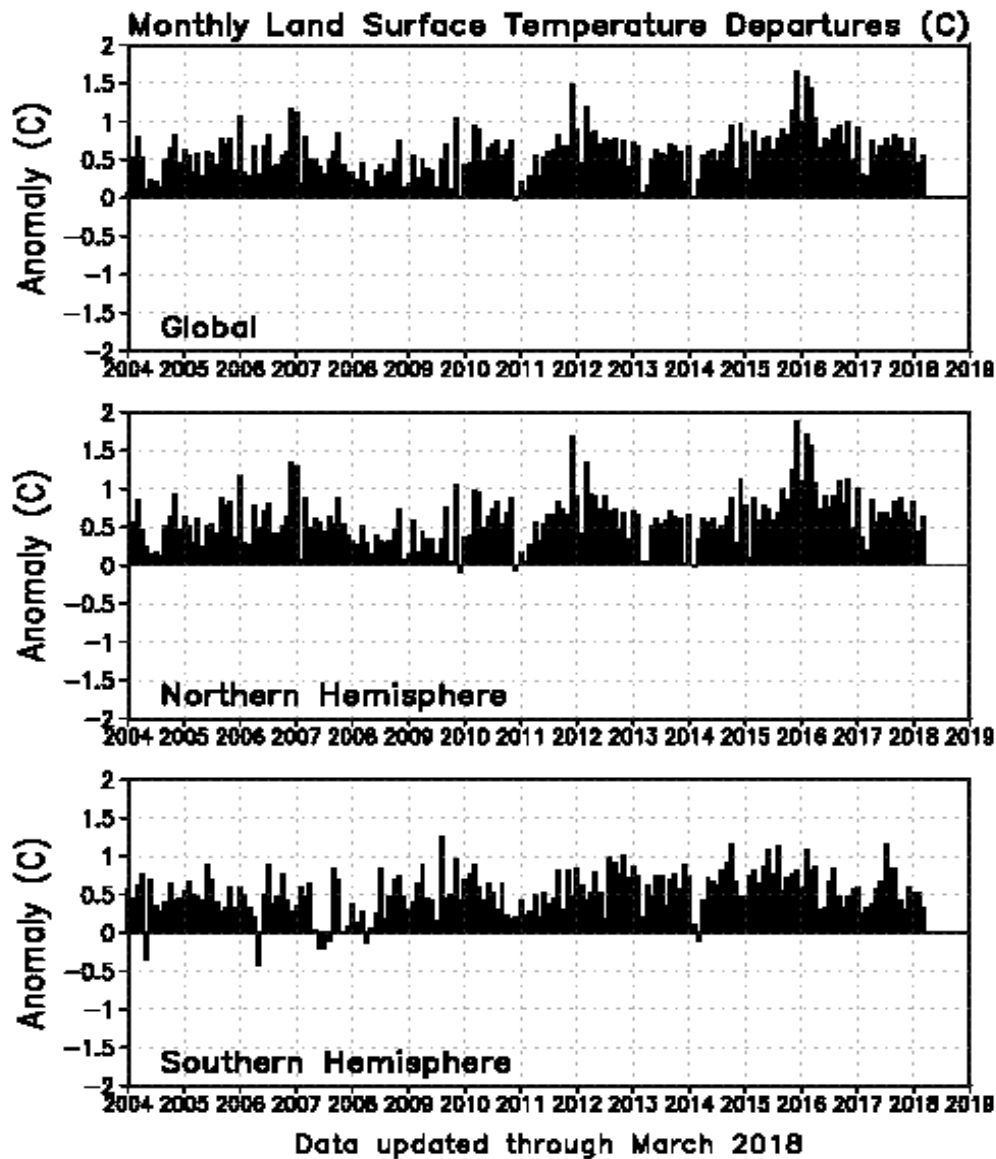 Monthly Land Surface Temperature Departures (C)
2
1.5
1
0.5
0
-0.5
-1
-1.5
-2
Anomaly (C)
Global
2004 2005 2006 2007 2008 2009 2010 2011 2012 2013 2014 2015 2016 2017 2018 2019
2
1.5
1
0.5
0
-0.5
-1
-1.5
-2
Anomaly (C)
Northern Hemisphere
2004 2005 2006 2007 2008 2009 2010 2011 2012 2013 2014 2015 2016 2017 2018 2019
2
1.5
1
0.5
0
-0.5
-1
-1.5
-2
Anomaly (C)
Southern Hemisphere
2004 2005 2006 2007 2008 2009 2010 2011 2012 2013 2014 2015 2016 2017 2018 2019
Data updated through March 2018